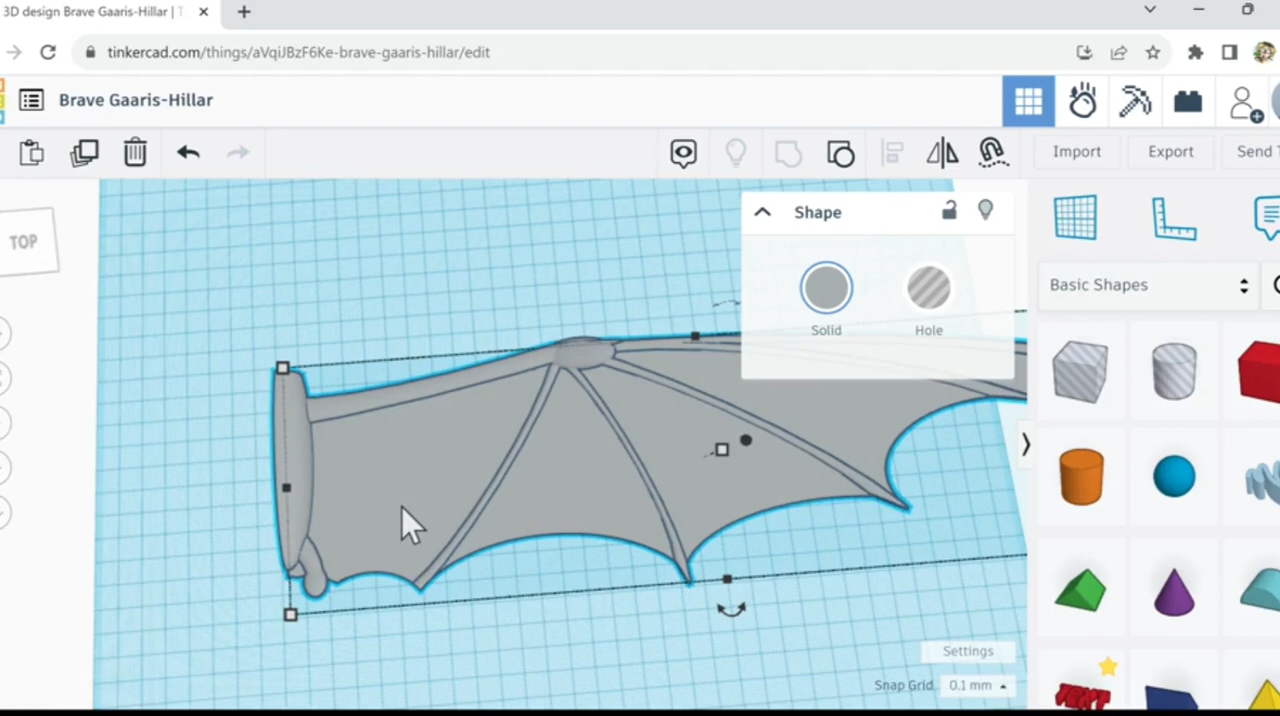 3D design Brave Gaaris-Hillar | T
tinkercad.com/things/aVqiJBzF6Ke-brave-gaaris-hillar/edit
Brave Gaaris-Hillar
Import
Export
Send T
TOP
Shape
Solid
Hole
Basic Shapes
TEXT
Settings
Snap Grid
0.1 mm